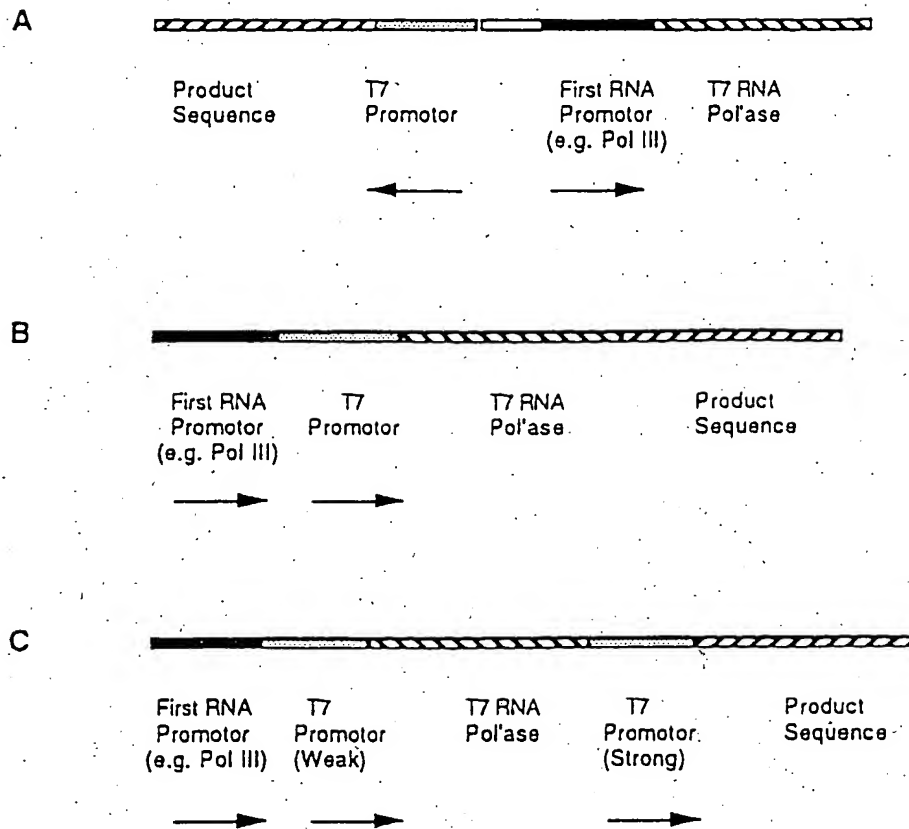 A
Product
Sequence
T7
Promotor
First RNA
Promotor
(e.g. Pol III)
T7 RNA
Pol'ase
B
First RNA
Promotor
(e.g. Pol III)
T7
Promotor
T7 RNA
Pol'ase
Product
Sequence
C
First RNA
Promotor
(e.g. Pol III)
T7
Promotor
(Weak)
T7 RNA
Pol'ase
T7
Promotor
(Strong)
Product
Sequence